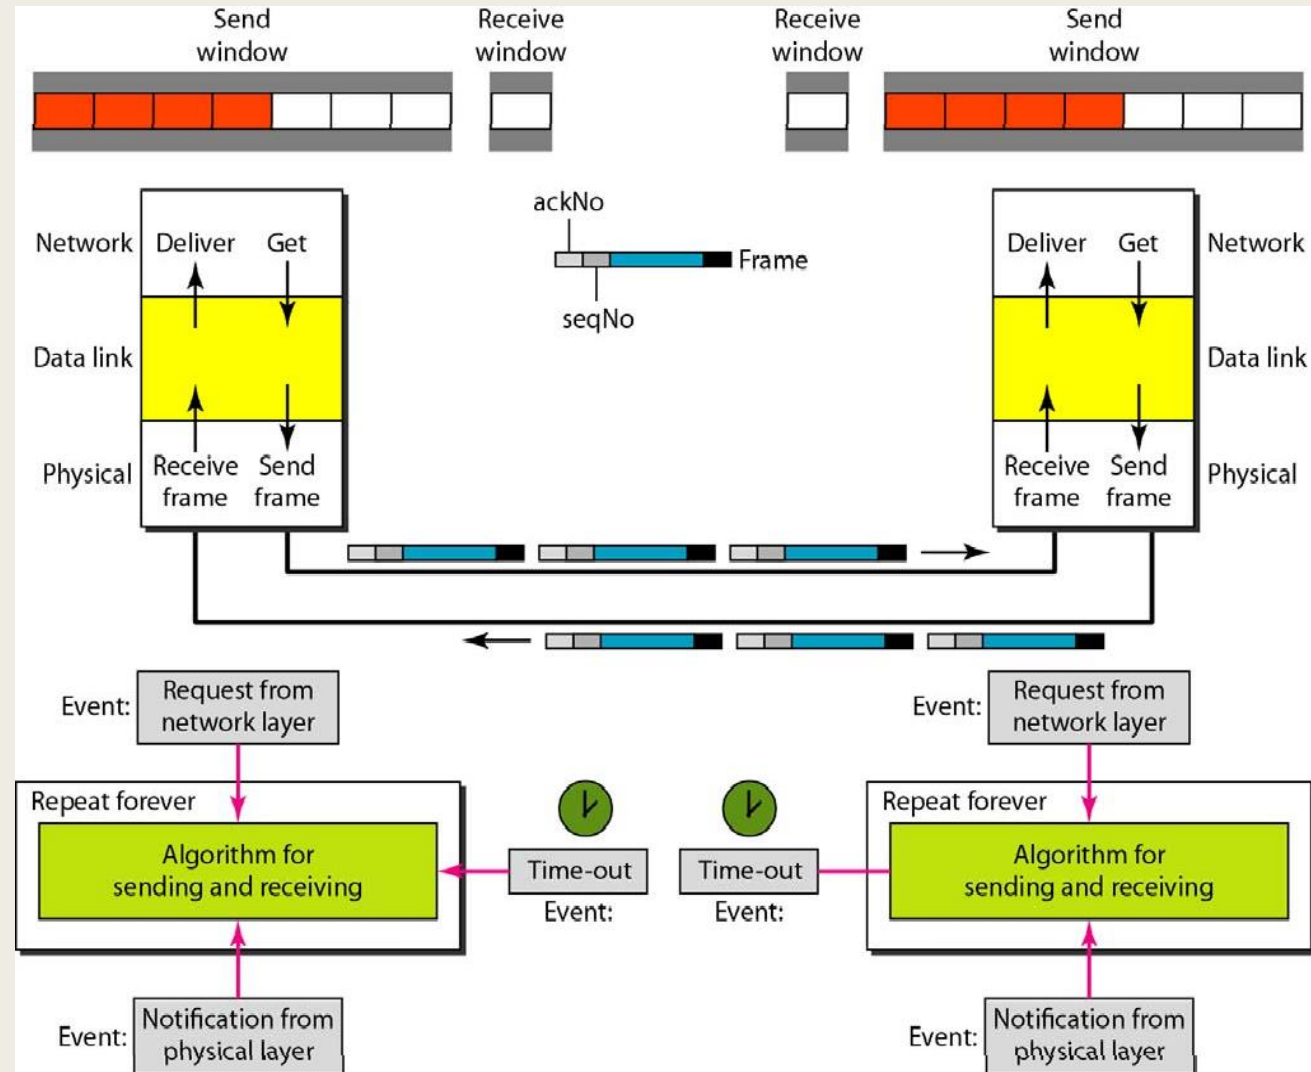 Send
window
Receive
window
Receive
window
Send
window
ackNo
Frame
seqNo
Network
Deliver
Get
Data link
Physical
Receive
frame
Send
frame
Deliver
Get
Network
Data link
Receive
frame
Send
frame
Physical
Event:
Request from
network layer
Event:
Request from
network layer
Repeat forever
Algorithm for
sending and receiving
Time-out
Event:
Time-out
Event:
Repeat forever
Algorithm for
sending and receiving
Event:
Notification from
physical layer
Event:
Notification from
physical layer